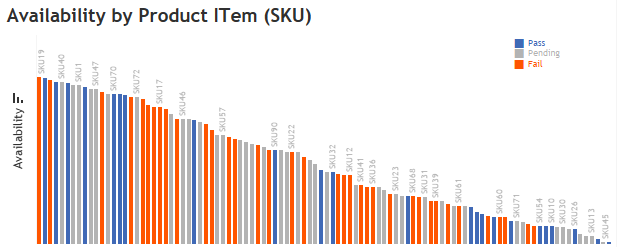 Availability by Product ITem (SKU)
Pass
Pending
Fail
Availability
SKU19
SKU40
SKU1
SKU47
SKU70
SKU72
SKU17
SKU46
SKU57
SKU90
SKU22
SKU32
SKU12
SKU41
SKU36
SKU23
SKU68
SKU31
SKU39
SKU61
SKU60
SKU71
SKU54
SKU10
SKU30
SKU26
SKU13
SKU45